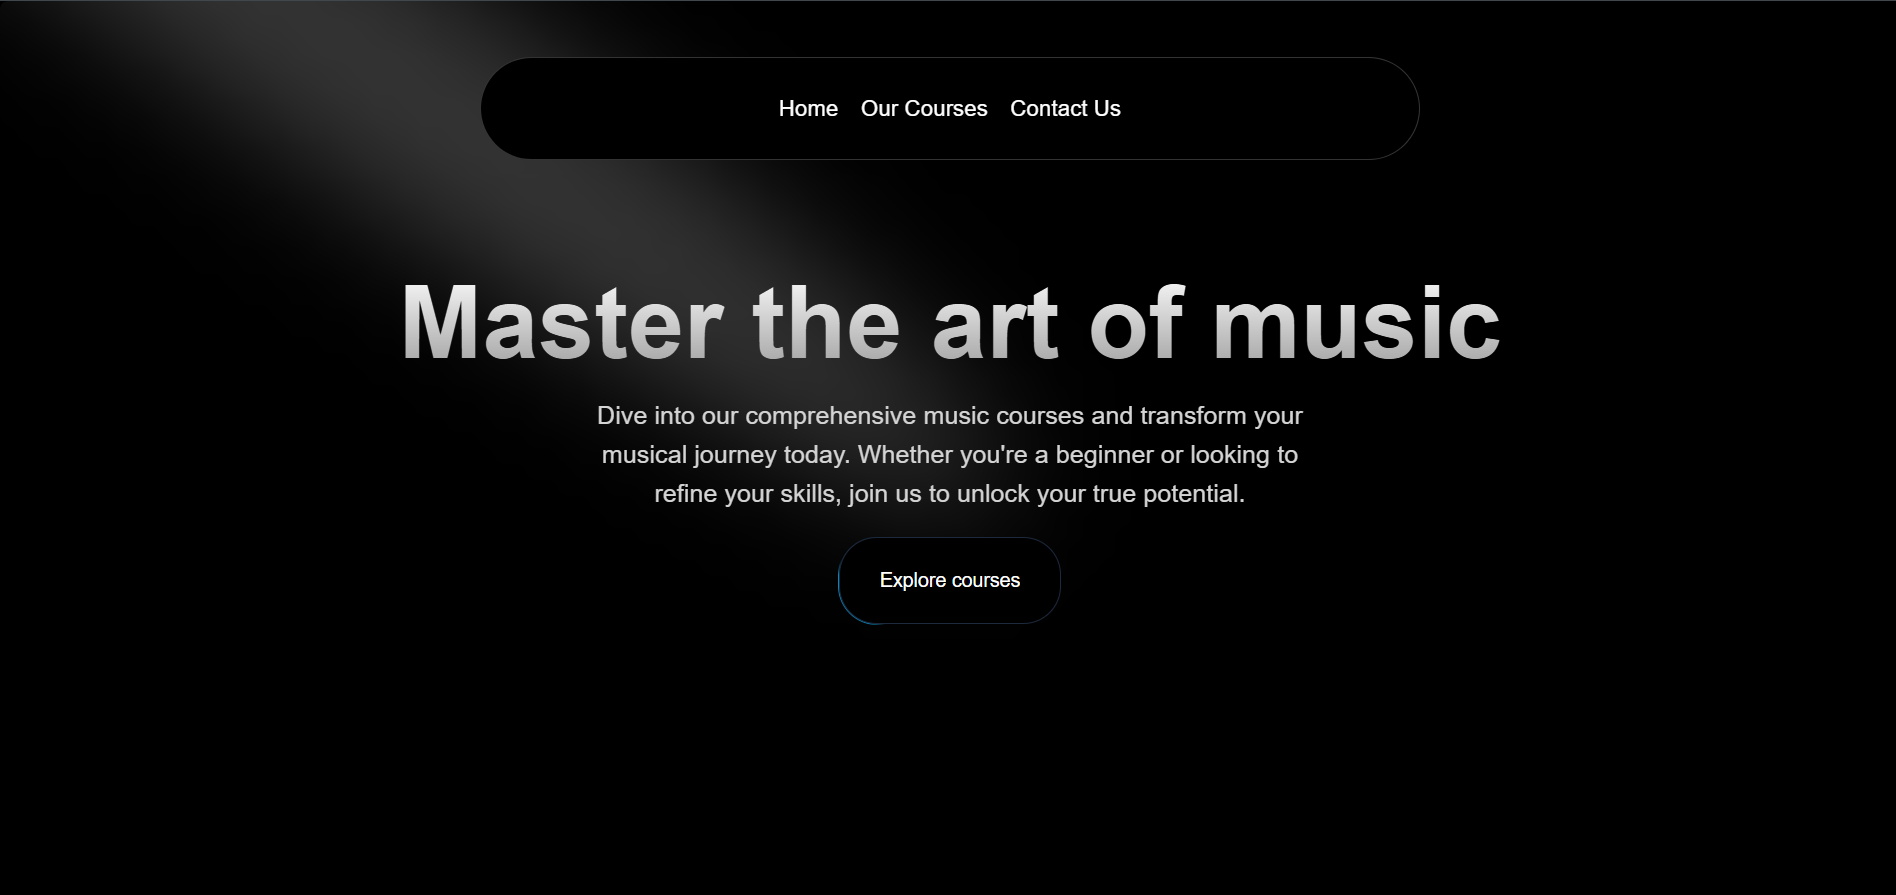 Home Our Courses Contact Us
Master the art of music
Dive into our comprehensive music courses and transform your
musical journey today. Whether you're a beginner or looking to
refine your skills, join us to unlock your true potential.
Explore courses